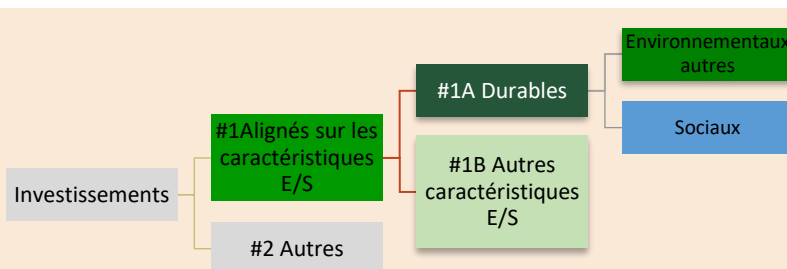 Investissements
#1Alignés sur les
caractéristiques
E/S
#2 Autres
#1A Durables
#1B Autres
caractéristiques
E/S
Environnementaux
autres
Sociaux